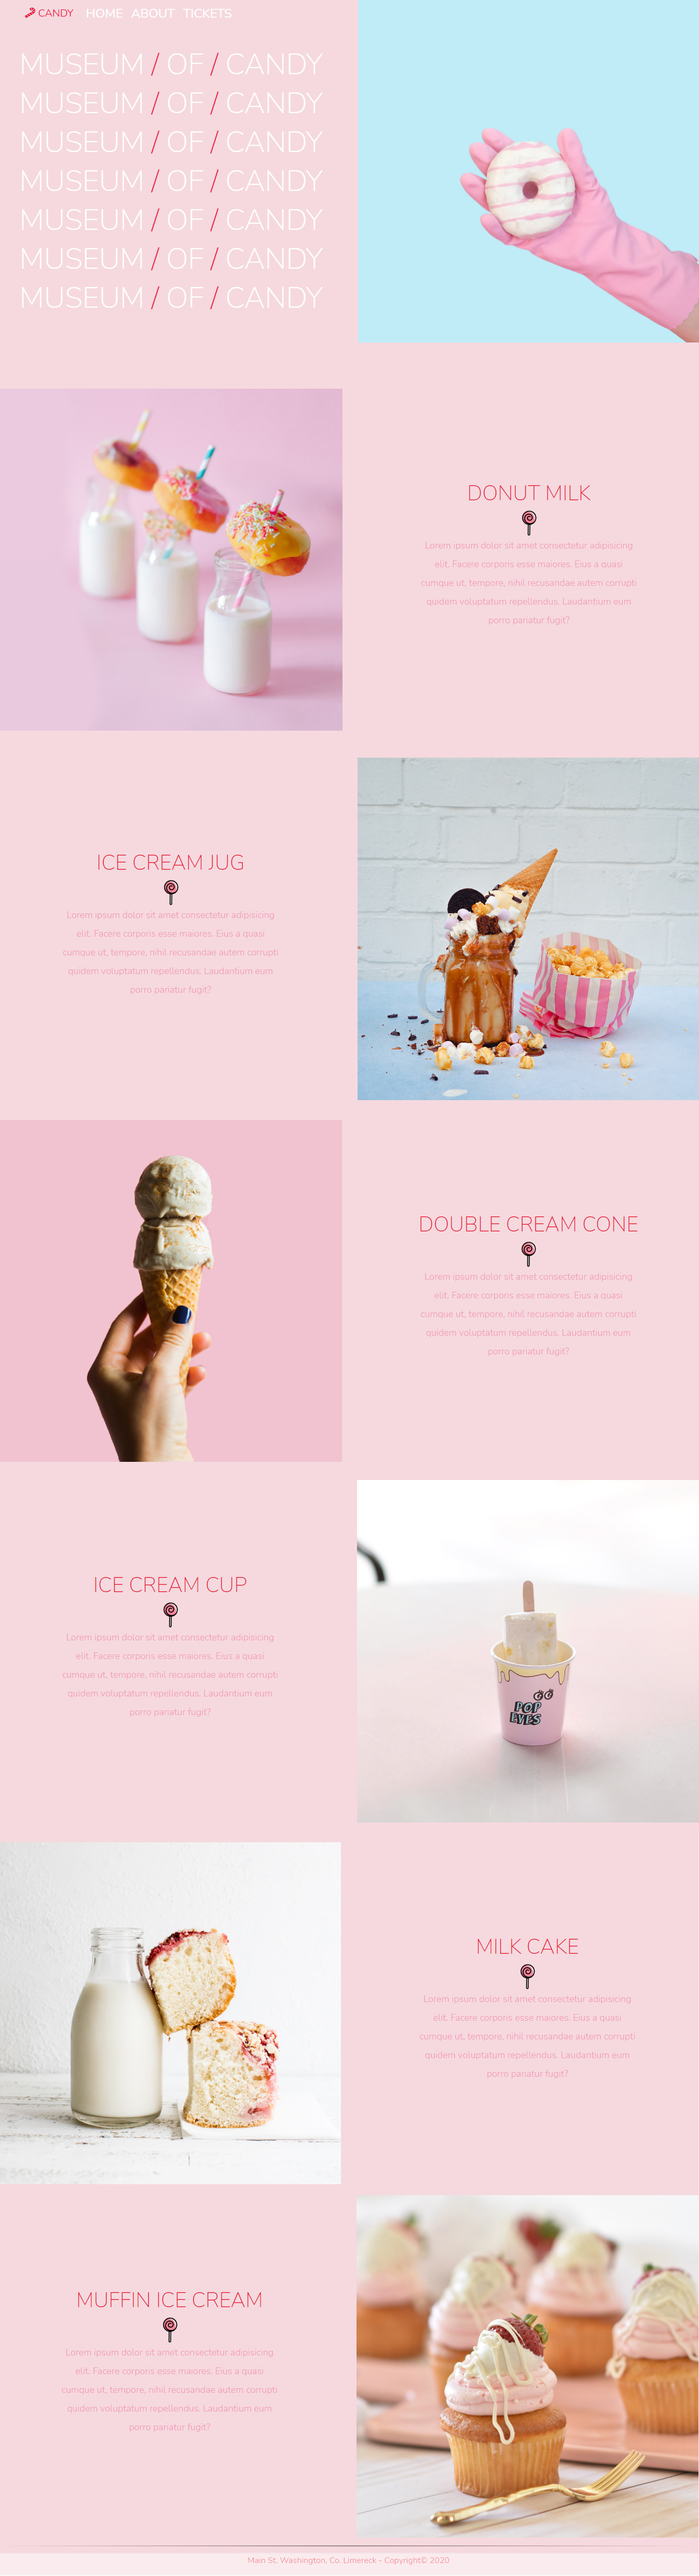 CANDY HOME ABOUT TICKETS
MUSEUM / OF / CANDY
MUSEUM / OF / CANDY
MUSEUM / OF / CANDY
MUSEUM / OF / CANDY
MUSEUM / OF / CANDY
MUSEUM / OF / CANDY
MUSEUM / OF / CANDY
DONUT MILK
Lorem ipsum dolor sit amet consectetur adipisicing
elit. Facere corporis esse maiores. Eius a quasi
cumque ut, tempore, nihil recusandae autem corrupti
quidem voluptatum repellendus. Laudantium eum
porro pariatur fugit?
ICE CREAM JUG
Lorem ipsum dolor sit amet consectetur adipisicing
elit. Facere corporis esse maiores. Eius a quasi
cumque ut, tempore, nihil recusandae autem corrupti
quidem voluptatum repellendus. Laudantium eum
porro pariatur fugit?
DOUBLE CREAM CONE
Lorem ipsum dolor sit amet consectetur adipisicing
elit. Facere corporis esse maiores. Eius a quasi
cumque ut, tempore, nihil recusandae autem corrupti
quidem voluptatum repellendus. Laudantium eum
porro pariatur fugit?
ICE CREAM CUP
Lorem ipsum dolor sit amet consectetur adipisicing
elit. Facere corporis esse maiores. Eius a quasi
cumque ut, tempore, nihil recusandae autem corrupti
quidem voluptatum repellendus. Laudantium eum
porro pariatur fugit?
POP
EYES
MILK CAKE
Lorem ipsum dolor sit amet consectetur adipisicing
elit. Facere corporis esse maiores. Eius a quasi
cumque ut, tempore, nihil recusandae autem corrupti
quidem voluptatum repellendus. Laudantium eum
porro pariatur fugit?
MUFFIN ICE CREAM
Lorem ipsum dolor sit amet consectetur adipisicing
elit. Facere corporis esse maiores. Eius a quasi
cumque ut, tempore, nihil recusandae autem corrupti
quidem voluptatum repellendus. Laudantium eum
porro pariatur fugit?
Main St, Washington, Co. Limereck - Copyright© 2020